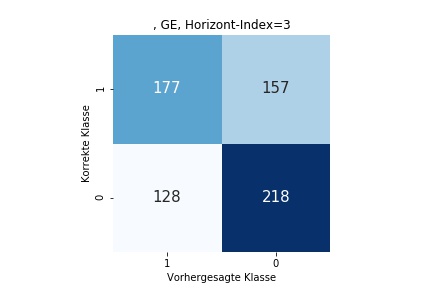 , GE, Horizont-Index=3
Korrekte Klasse
1
177
157
0
128
218
1
0
Vorhergesagte Klasse